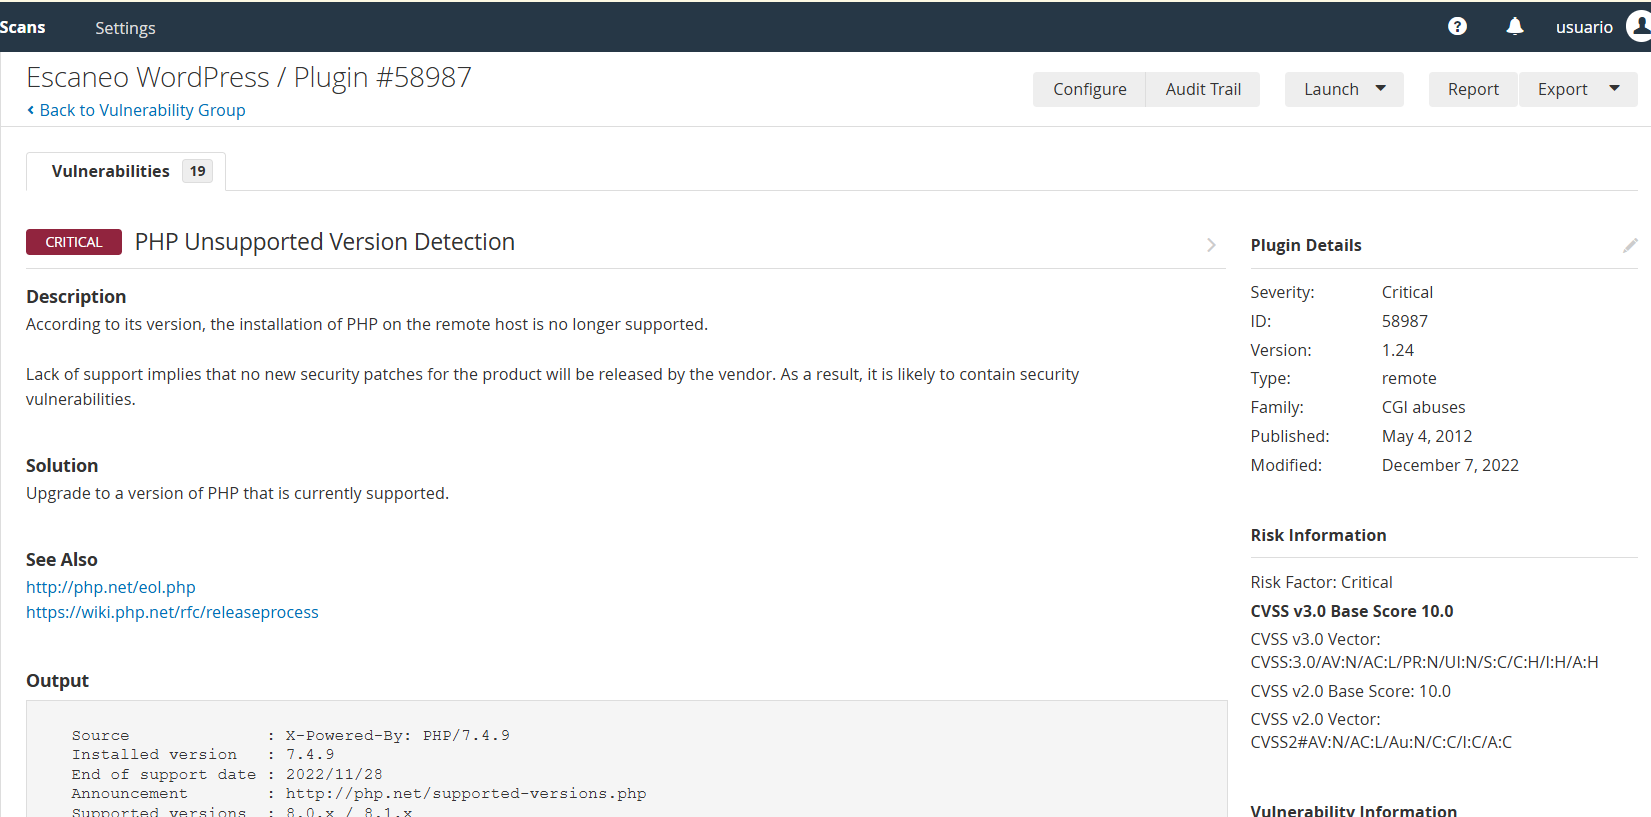 Scans
Settings
?
usuario
Escaneo WordPress / Plugin #58987
Back to Vulnerability Group
Configure
Audit Trail
Launch
Report
Export
Vulnerabilities 19
CRITICAL PHP Unsupported Version Detection
Description
According to its version, the installation of PHP on the remote host is no longer supported.
Lack of support implies that no new security patches for the product will be released by the vendor. As a result, it is likely to contain security
vulnerabilities.
Solution
Upgrade to a version of PHP that is currently supported.
See Also
http://php.net/eol.php
https://wiki.php.net/rfc/releaseprocess
Output
Source : X-Powered-By: PHP/7.4.9
Installed version : 7.4.9
End of support date : 2022/11/28
Announcement : http://php.net/supported-versions.php
Supported versions : 8.0.x / 8.1.x
Plugin Details
Severity: Critical
ID: 58987
Version: 1.24
Type: remote
Family: CGI abuses
Published: May 4, 2012
Modified: December 7, 2022
Risk Information
Risk Factor: Critical
CVSS v3.0 Base Score 10.0
CVSS v3.0 Vector:
CVSS:3.0/AV:N/AC:L/PR:N/UI:N/S:C/C:H/I:H/A:H
CVSS v2.0 Base Score: 10.0
CVSS v2.0 Vector:
CVSS2#AV:N/AC:L/Au:N/C:C/I:C/A:C
Vulnerability Information